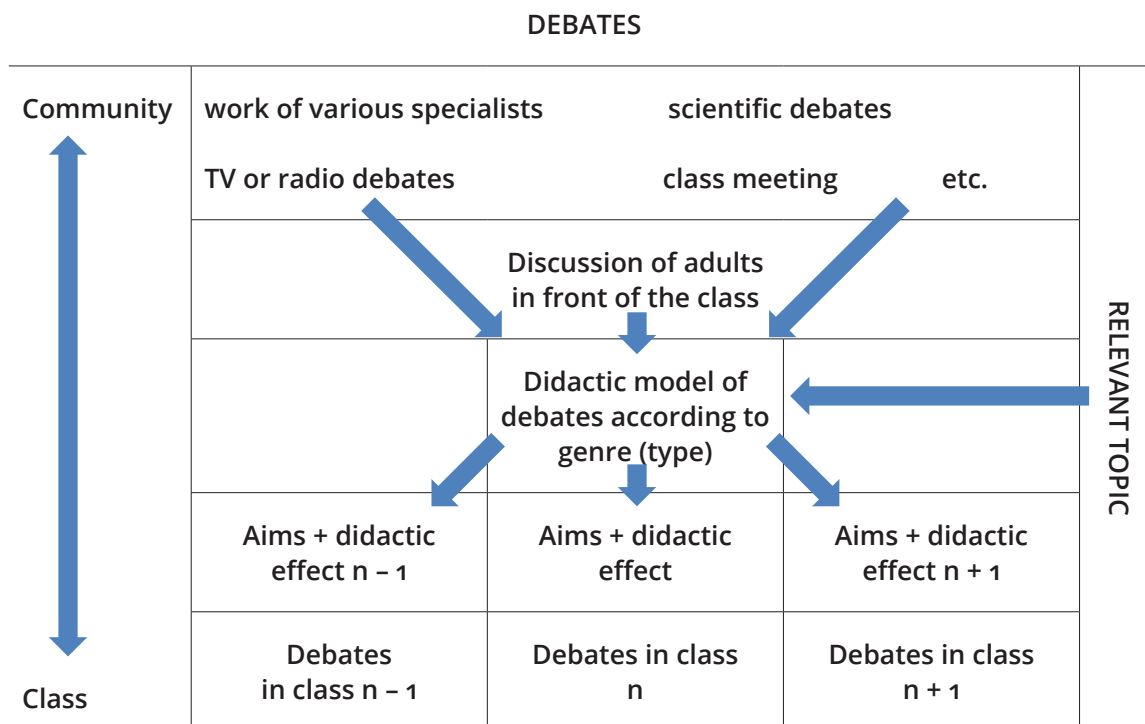 DEBATES
Community
work of various specialists
scientific debates
TV or radio debates
class meeting
etc.
Discussion of adults
in front of the class
Didactic model of
debates according to
genre (type)
RELEVANT TOPIC
Aims + didactic
effect n – 1
Aims + didactic
effect
Aims + didactic
effect n + 1
Debates
in class n – 1
Debates in class
n
Debates in class
n + 1
Class